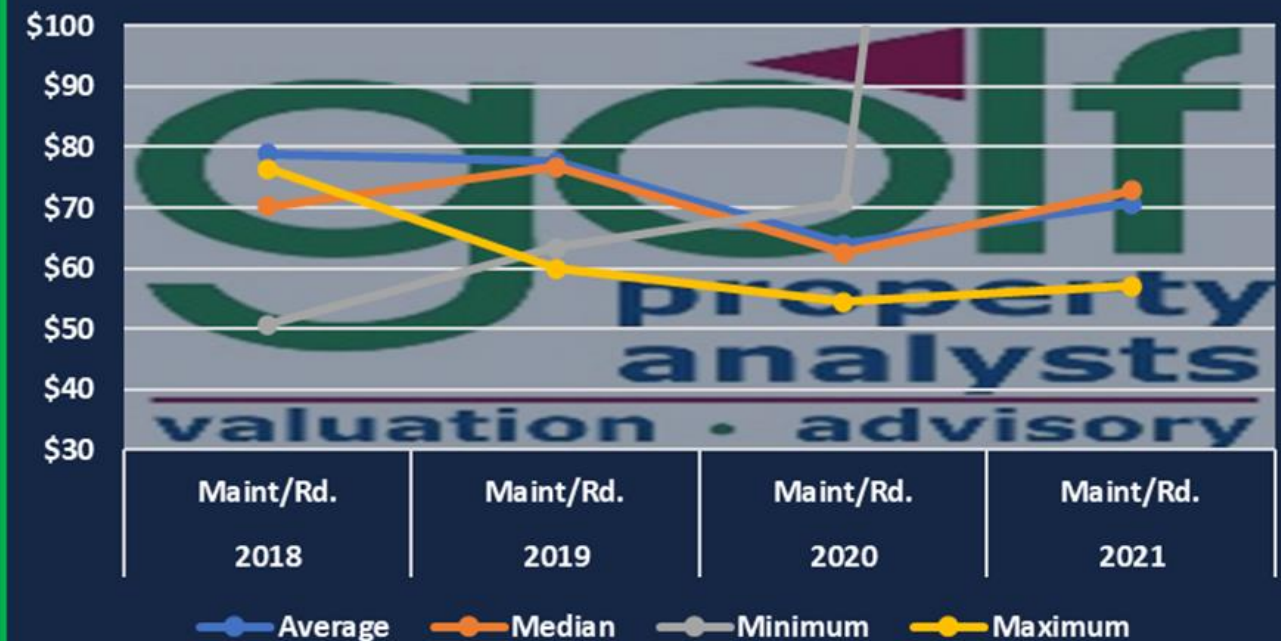 $100
$90
$80
$70
$60
$50
$40
$30
golf
property
analysts
valuation · advisory
Maint/Rd. Maint/Rd. Maint/Rd. Maint/Rd.
2018 2019 2020 2021
Average Median Minimum Maximum